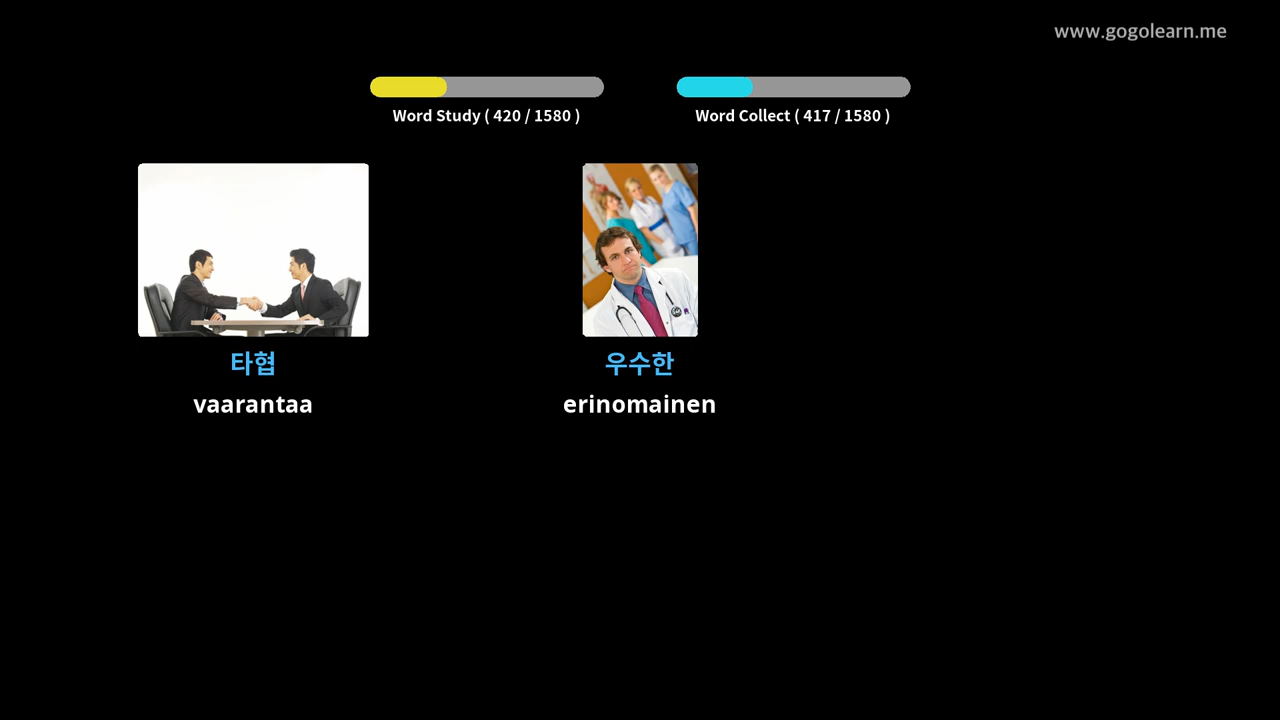 www.gogolearn.me
Word Study ( 420 / 1580 )
Word Collect ( 417 / 1580 )
타협
우수한
vaarantaa
erinomainen